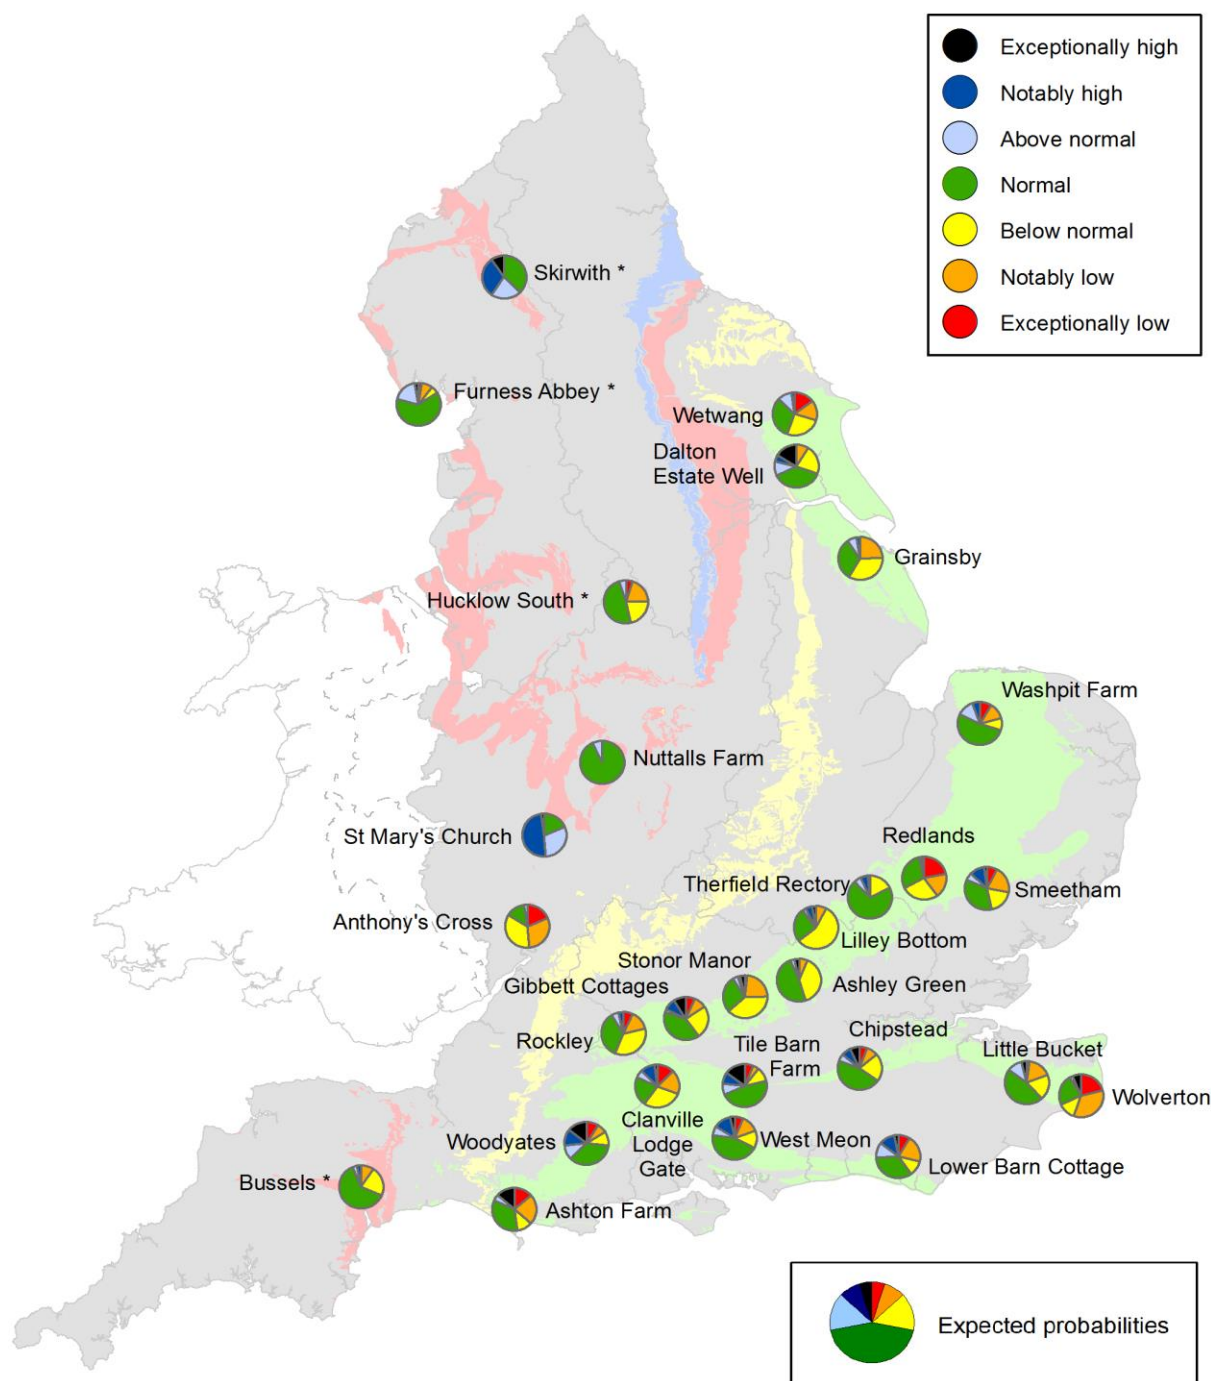 Exceptionally high
Notably high
Above normal
Normal
Below normal
Notably low
Exceptionally low
Skirwith *
Furness Abbey *
Wetwang
Dalton
Estate Well
Grainsby
Hucklow South *
Washpit Farm
Nuttalls Farm
St Mary's Church
Redlands
Therfield Rectory
Smeetham
Anthony's Cross
Lilley Bottom
Stonor Manor
Gibbett Cottages
Ashley Green
Rockley
Chipstead
Tile Barn
Farm
Little Bucket
Wolverton
Clanville
Lodge
Gate
Woodyates
West Meon
Lower Barn Cottage
Bussels *
Ashton Farm
Expected probabilities